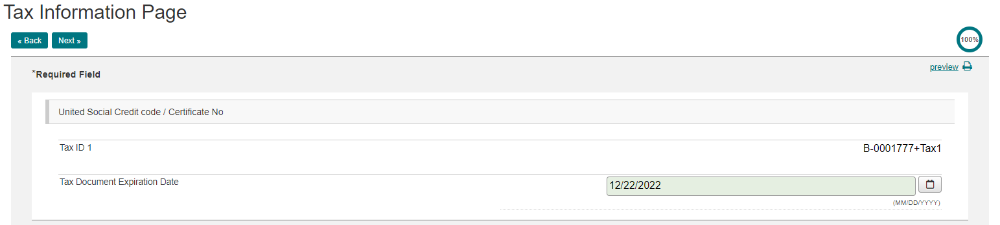 Tax Information Page
« Back
Next »
100%
preview
*Required Field
United Social Credit code / Certificate No
Tax ID 1
B-0001777+Tax1
Tax Document Expiration Date
12/22/2022
(MM/DD/YYYY)